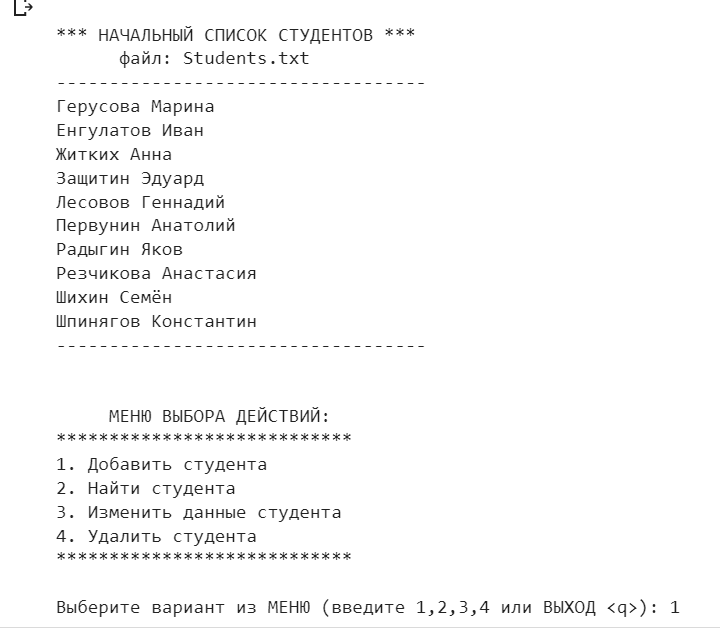 *** НАЧАЛЬНЫЙ СПИСОК СТУДЕНТОВ ***
файл: Students.txt
-----------------------------------
Герусова Марина
Енгулатов Иван
Житких Анна
Защитин Эдуард
Лесовов Геннадий
Первунин Анатолий
Радыгин Яков
Резчикова Анастасия
Шихин Семён
Шпинягов Константин
-----------------------------------
МЕНЮ ВЫБОРА ДЕЙСТВИЙ:
****************************
1. Добавить студента
2. Найти студента
3. Изменить данные студента
4. Удалить студента
****************************
Выберите вариант из МЕНЮ (введите 1,2,3,4 или ВЫХОД <q>): 1